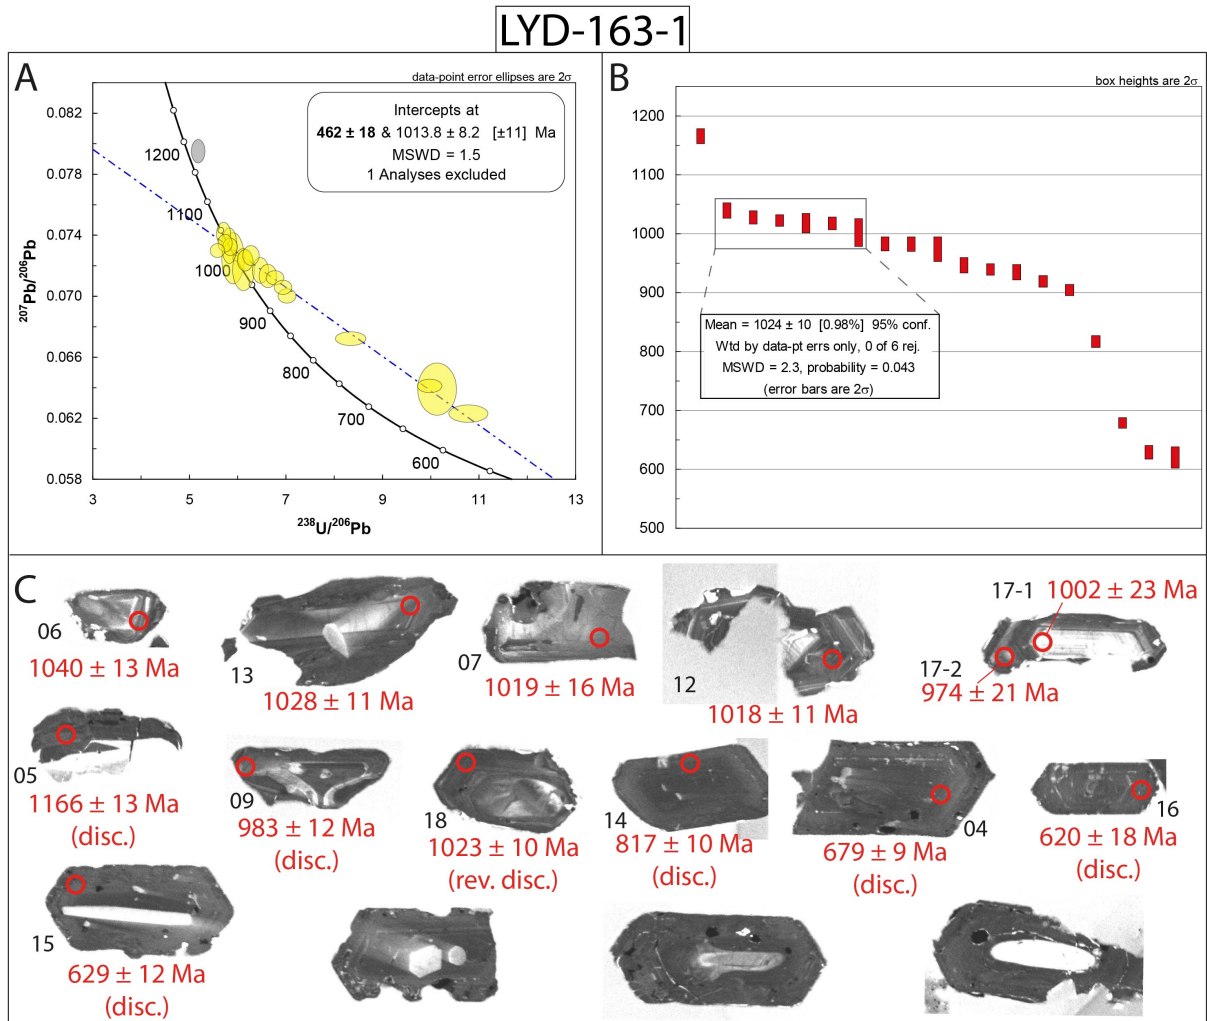 LYD-163-1
A
data-point error ellipses are 2σ
Intercepts at
462 ± 18 & 1013.8 ± 8.2 [±11] Ma
MSWD = 1.5
1 Analyses excluded
0.082
0.078
0.074
0.070
0.066
0.062
0.058
1200
1100
1000
900
800
700
600
3
5
7
9
11
13
207Pb/206Pb
238U/206Pb
B
box heights are 2σ
1200
1100
1000
900
800
700
600
500
Mean = 1024 ± 10 [0.98%] 95% conf.
Wtd by data-pt errs only, 0 of 6 rej.
MSWD = 2.3, probability = 0.043
(error bars are 2σ)
C
06
1040 ± 13 Ma
13
1028 ± 11 Ma
07
1019 ± 16 Ma
12
1018 ± 11 Ma
17-1
1002 ± 23 Ma
17-2
974 ± 21 Ma
05
1166 ± 13 Ma
(disc.)
09
983 ± 12 Ma
(disc.)
18
1023 ± 10 Ma
(rev. disc.)
14
817 ± 10 Ma
(disc.)
04
679 ± 9 Ma
(disc.)
16
620 ± 18 Ma
(disc.)
15
629 ± 12 Ma
(disc.)